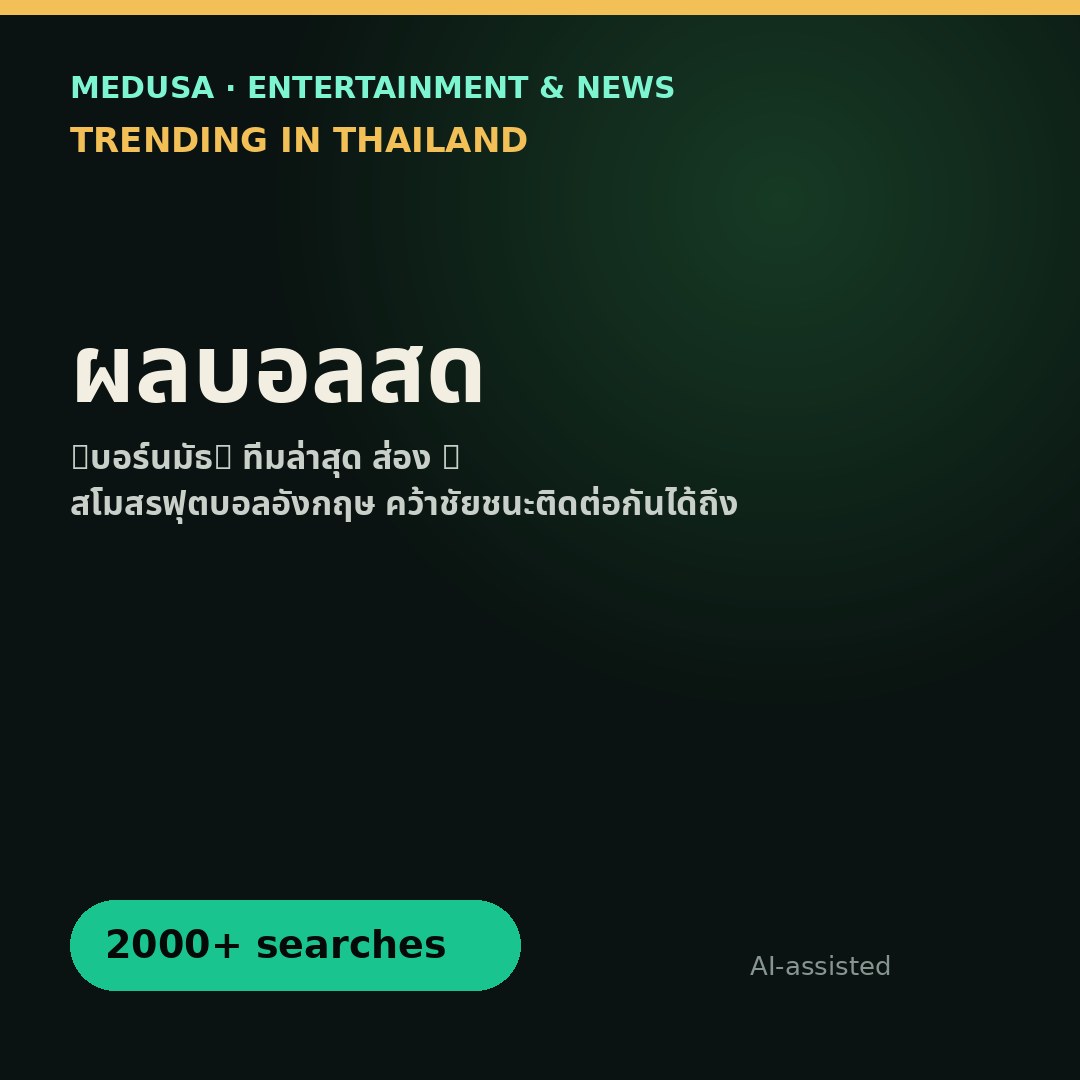 MEDUSA · ENTERTAINMENT & NEWS
TRENDING IN THAILAND
ผลบอลสด
บอร์นมัธ ทีมล่าสุด ส่อง
สโมสรฟุตบอลอังกฤษ คว้าชัยชนะติดต่อกันได้ถึง
2000+ searches
AI-assisted